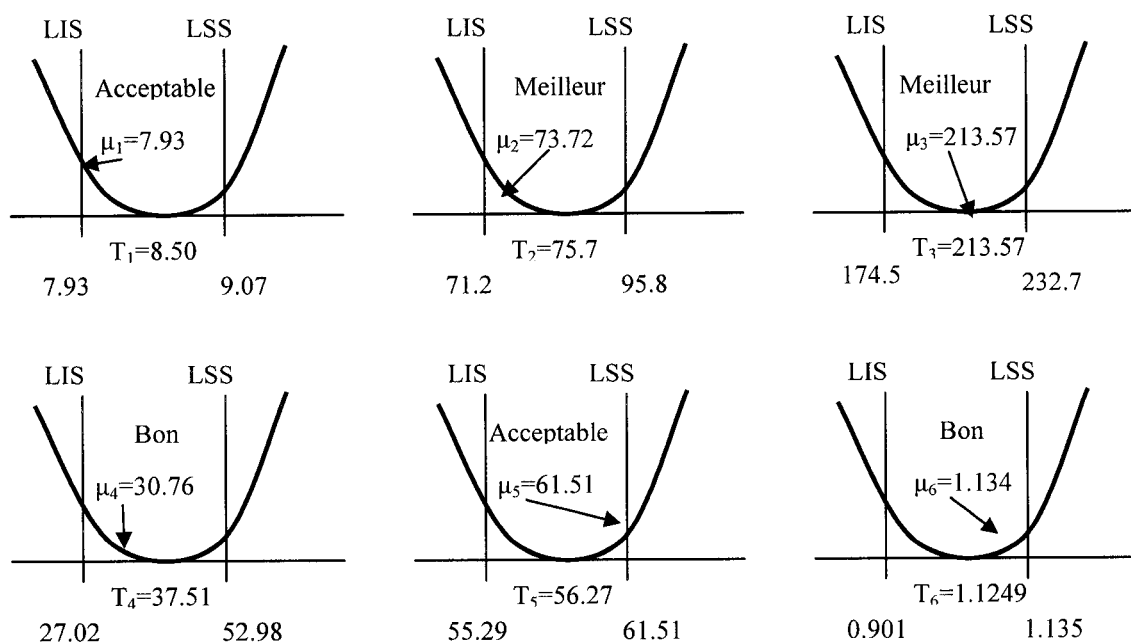 LIS LSS
Acceptable
μ₁=7.93
T₁=8.50
7.93 9.07
LIS LSS
Meilleur
μ₂=73.72
T₂=75.7
71.2 95.8
LIS LSS
Meilleur
μ₃=213.57
T₃=213.57
174.5 232.7
LIS LSS
Bon
μ₄=30.76
T₄=37.51
27.02 52.98
LIS LSS
Acceptable
μ₅=61.51
T₅=56.27
55.29 61.51
LIS LSS
Bon
μ₆=1.134
T₆=1.1249
0.901 1.135